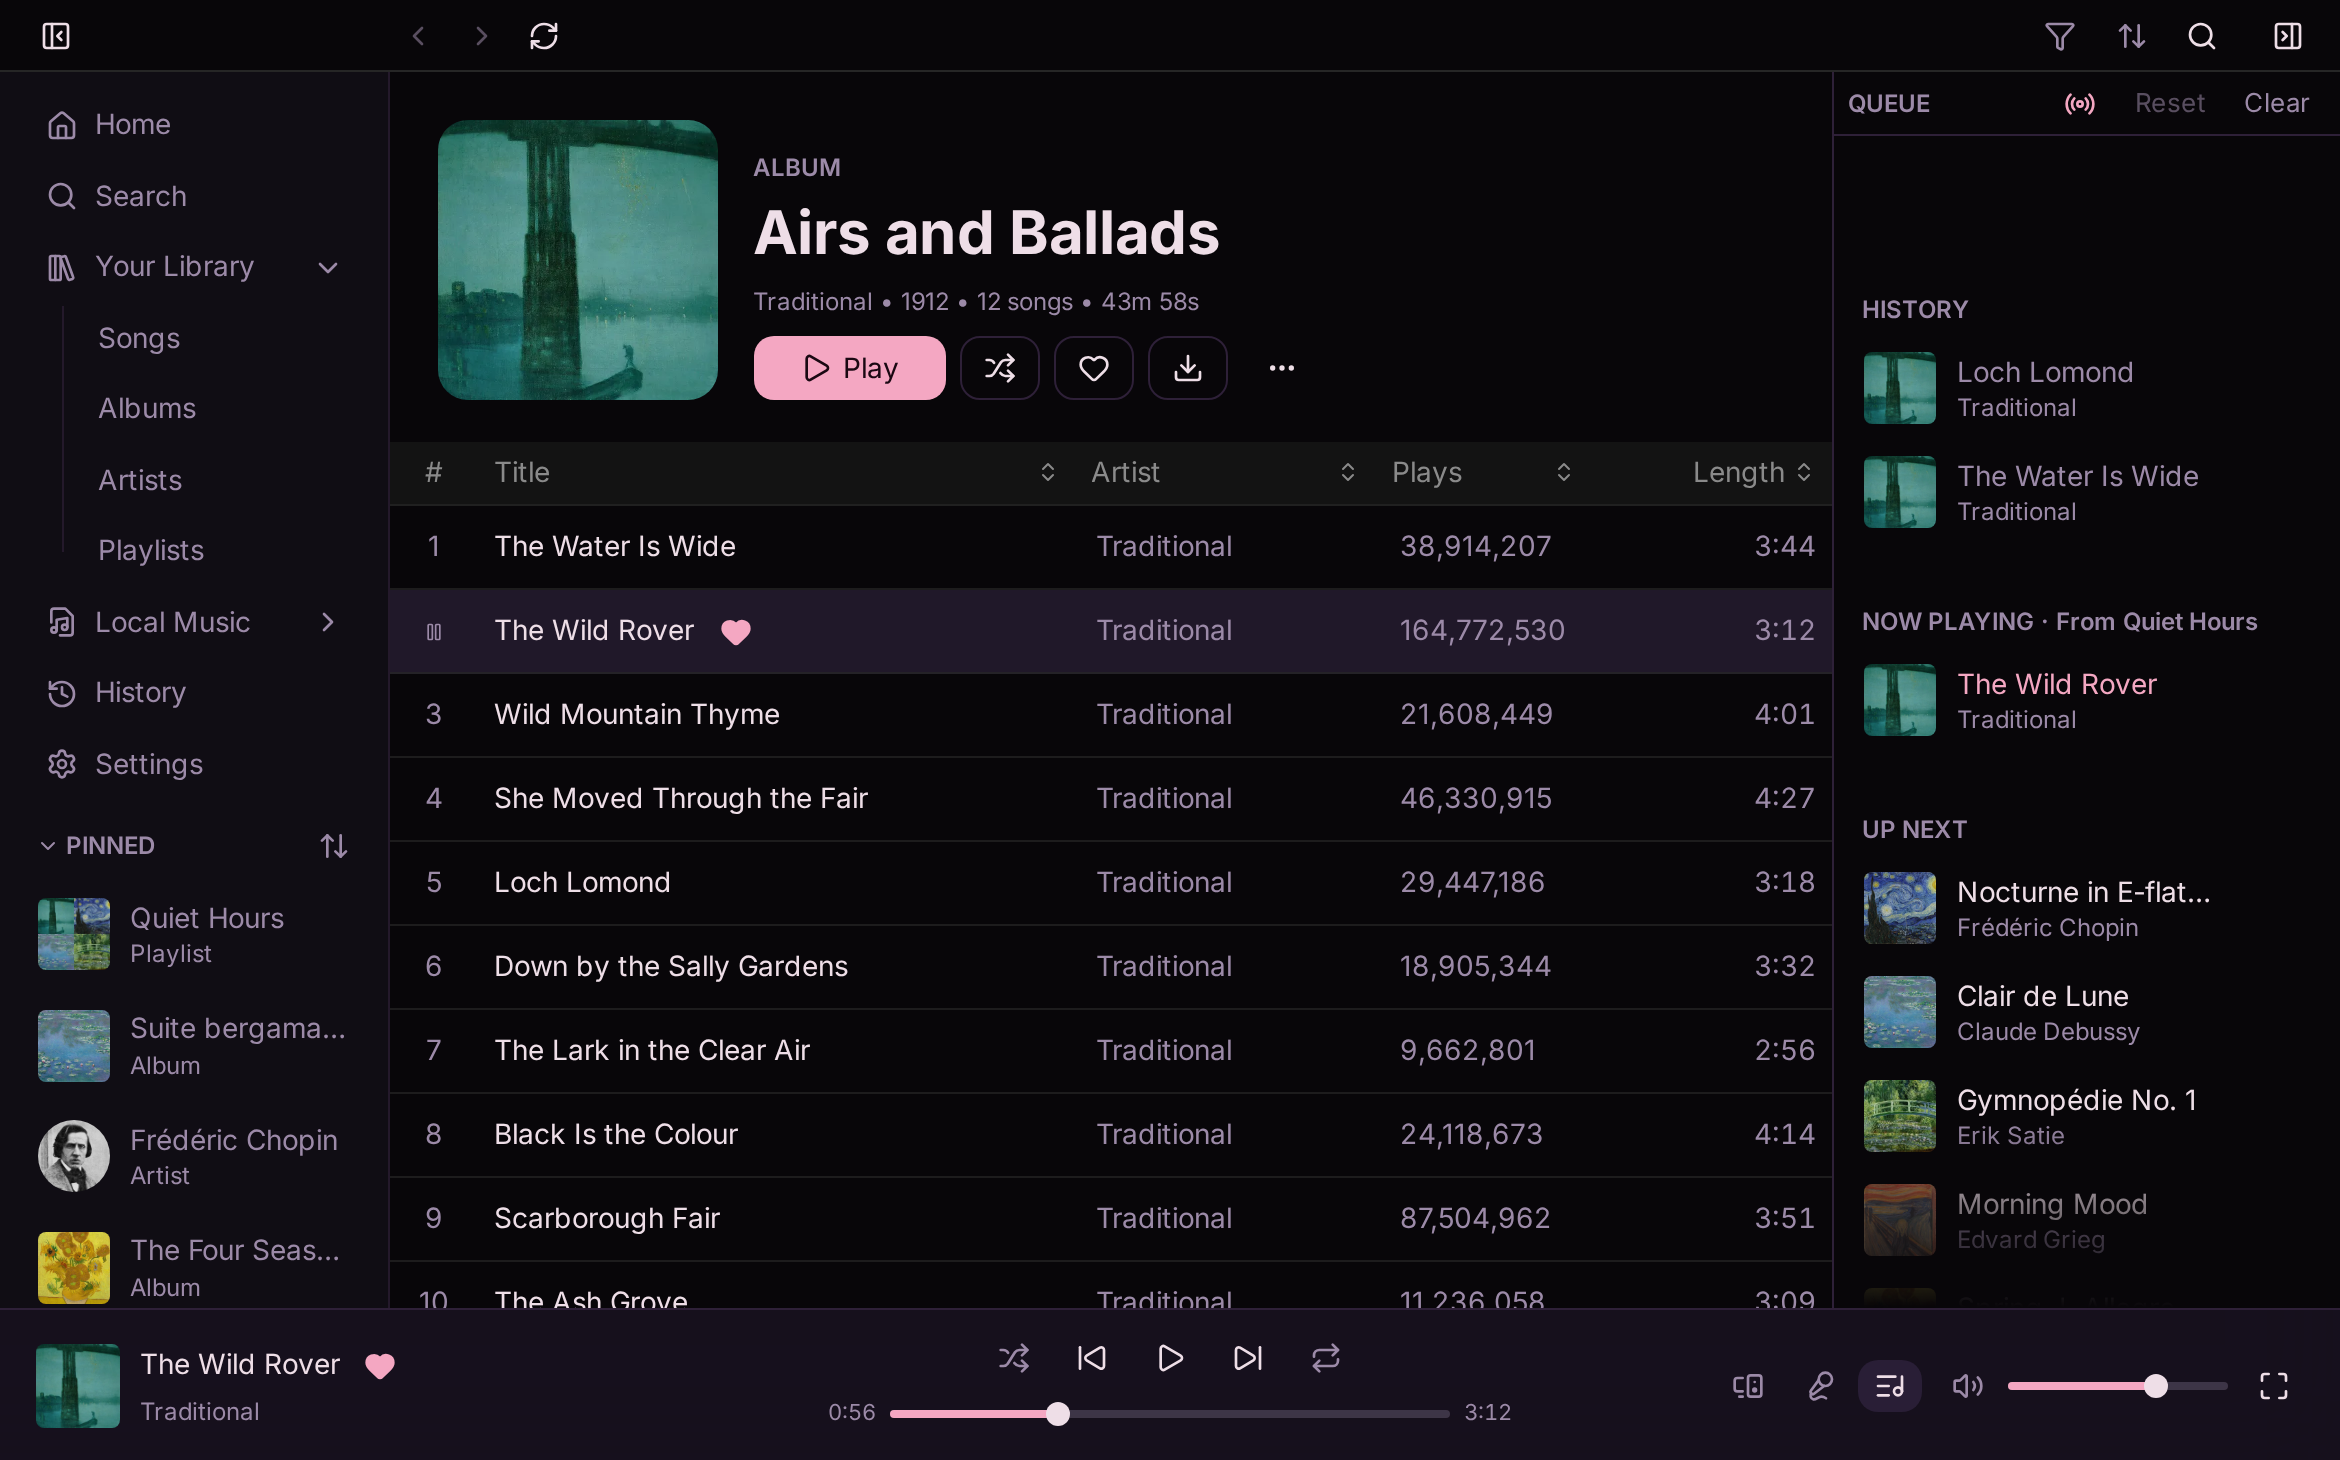 Home
Search
Your Library
Songs
Albums
Artists
Playlists
Local Music
History
Settings
PINNED
Quiet Hours
Playlist
Suite bergama...
Album
Frédéric Chopin
Artist
The Four Seas...
Album
ALBUM
Airs and Ballads
Traditional • 1912 • 12 songs • 43m 58s
Play
# Title Artist Plays Length
1 The Water Is Wide Traditional 38,914,207 3:44
The Wild Rover Traditional 164,772,530 3:12
3 Wild Mountain Thyme Traditional 21,608,449 4:01
4 She Moved Through the Fair Traditional 46,330,915 4:27
5 Loch Lomond Traditional 29,447,186 3:18
6 Down by the Sally Gardens Traditional 18,905,344 3:32
7 The Lark in the Clear Air Traditional 9,662,801 2:56
8 Black Is the Colour Traditional 24,118,673 4:14
9 Scarborough Fair Traditional 87,504,962 3:51
10 The Ash Grove Traditional 11,236,058 3:09
QUEUE Reset Clear
HISTORY
Loch Lomond
Traditional
The Water Is Wide
Traditional
NOW PLAYING · From Quiet Hours
The Wild Rover
Traditional
UP NEXT
Nocturne in E-flat...
Frédéric Chopin
Clair de Lune
Claude Debussy
Gymnopédie No. 1
Erik Satie
Morning Mood
Edvard Grieg
The Wild Rover
Traditional
0:56 3:12